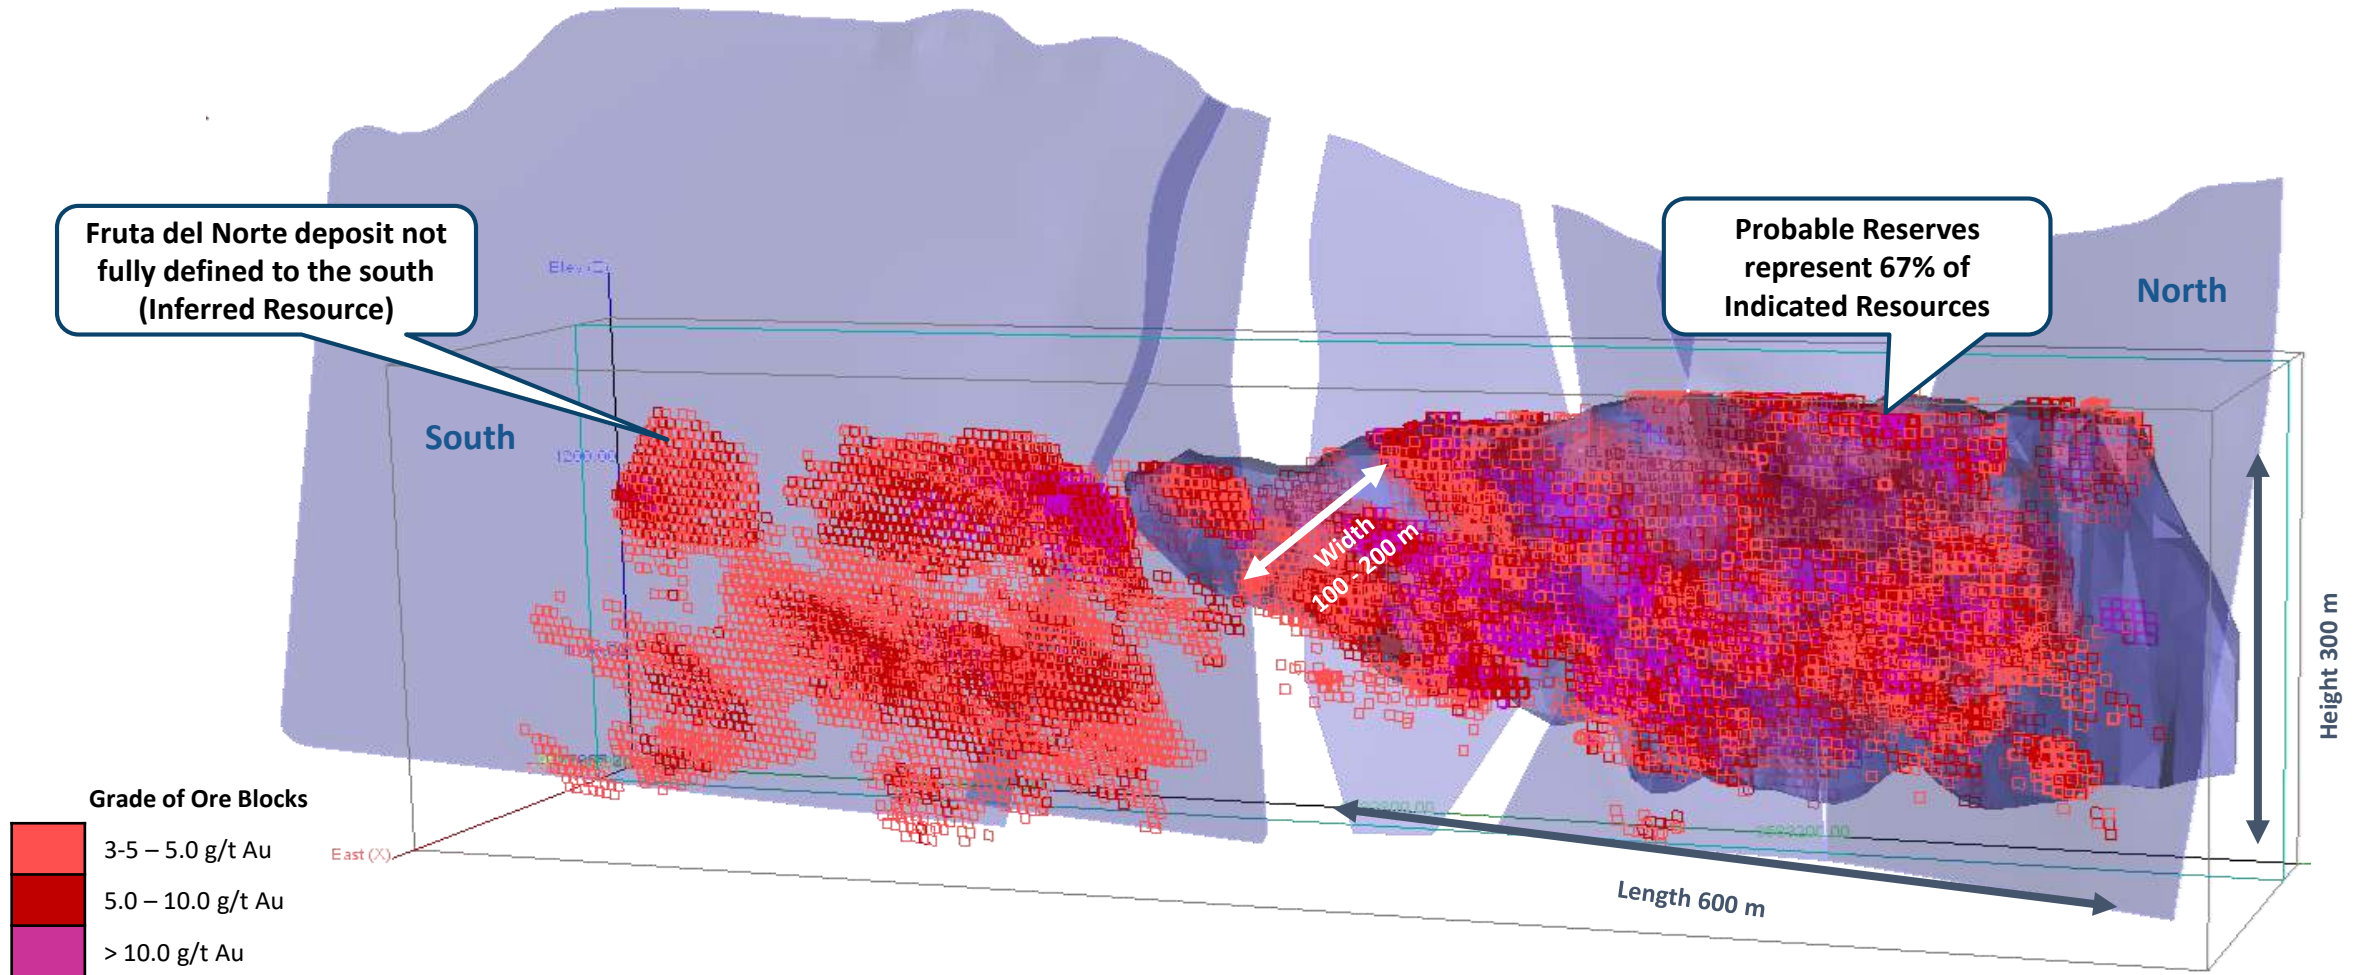 Fruta del Norte deposit not
fully defined to the south
(Inferred Resource)
Probable Reserves
represent 67% of
Indicated Resources
North
South
1200.00
Width
100 - 200 m
Height 300 m
Length 600 m
East (X)
Grade of Ore Blocks
3-5 – 5.0 g/t Au
5.0 – 10.0 g/t Au
> 10.0 g/t Au